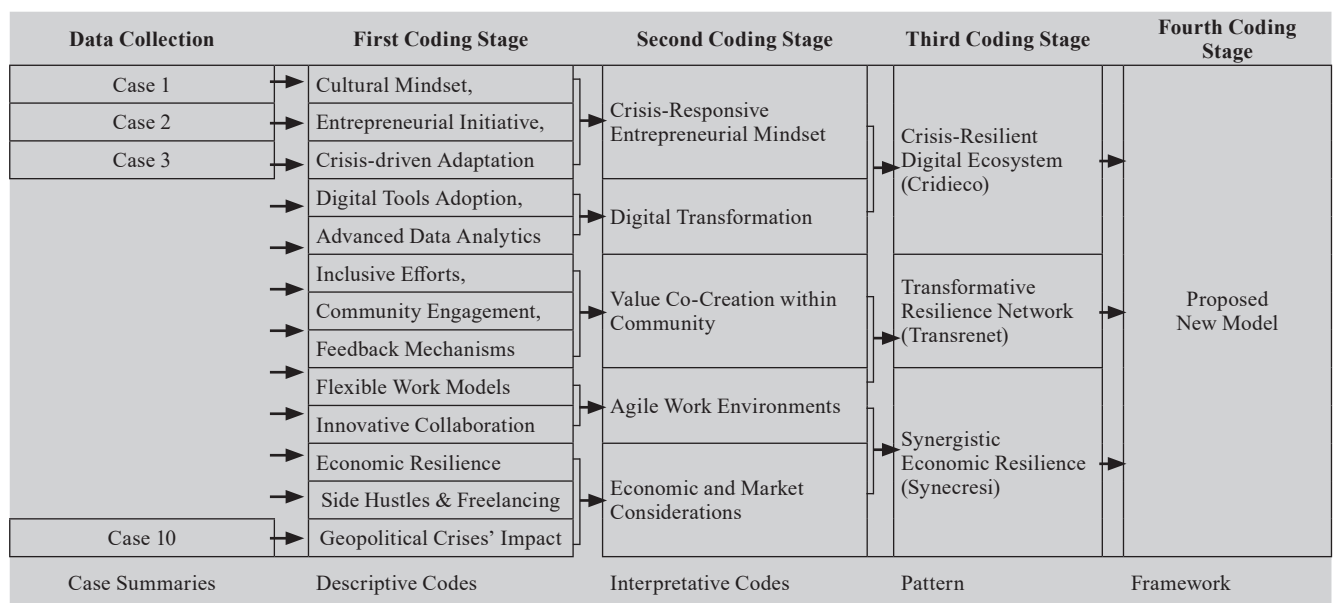 Data Collection
First Coding Stage
Second Coding Stage
Third Coding Stage
Fourth Coding
Stage
Case 1
Case 2
Case 3
Case 10
Cultural Mindset,
Entrepreneurial Initiative,
Crisis-driven Adaptation
Digital Tools Adoption,
Advanced Data Analytics
Inclusive Efforts,
Community Engagement,
Feedback Mechanisms
Flexible Work Models
Innovative Collaboration
Economic Resilience
Side Hustles & Freelancing
Geopolitical Crises’ Impact
Crisis-Responsive
Entrepreneurial Mindset
Digital Transformation
Value Co-Creation within
Community
Agile Work Environments
Economic and Market
Considerations
Crisis-Resilient
Digital Ecosystem
(Cridieco)
Transformative
Resilience Network
(Transrenet)
Synergistic
Economic Resilience
(Synecresi)
Proposed
New Model
Case Summaries
Descriptive Codes
Interpretative Codes
Pattern
Framework